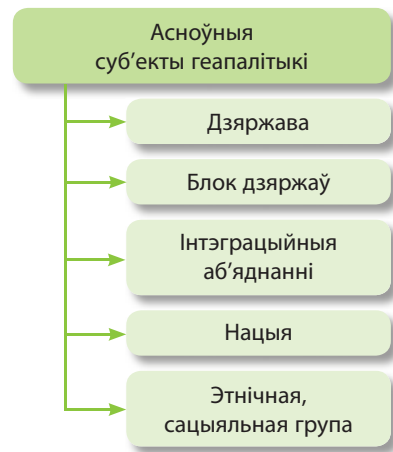 Асноўныя
суб’екты геапалітыкі
Дзяржава
Блок дзяржаў
Інтэграцыйныя
аб’яднанні
Нацыя
Этнічная,
сацыяльная група